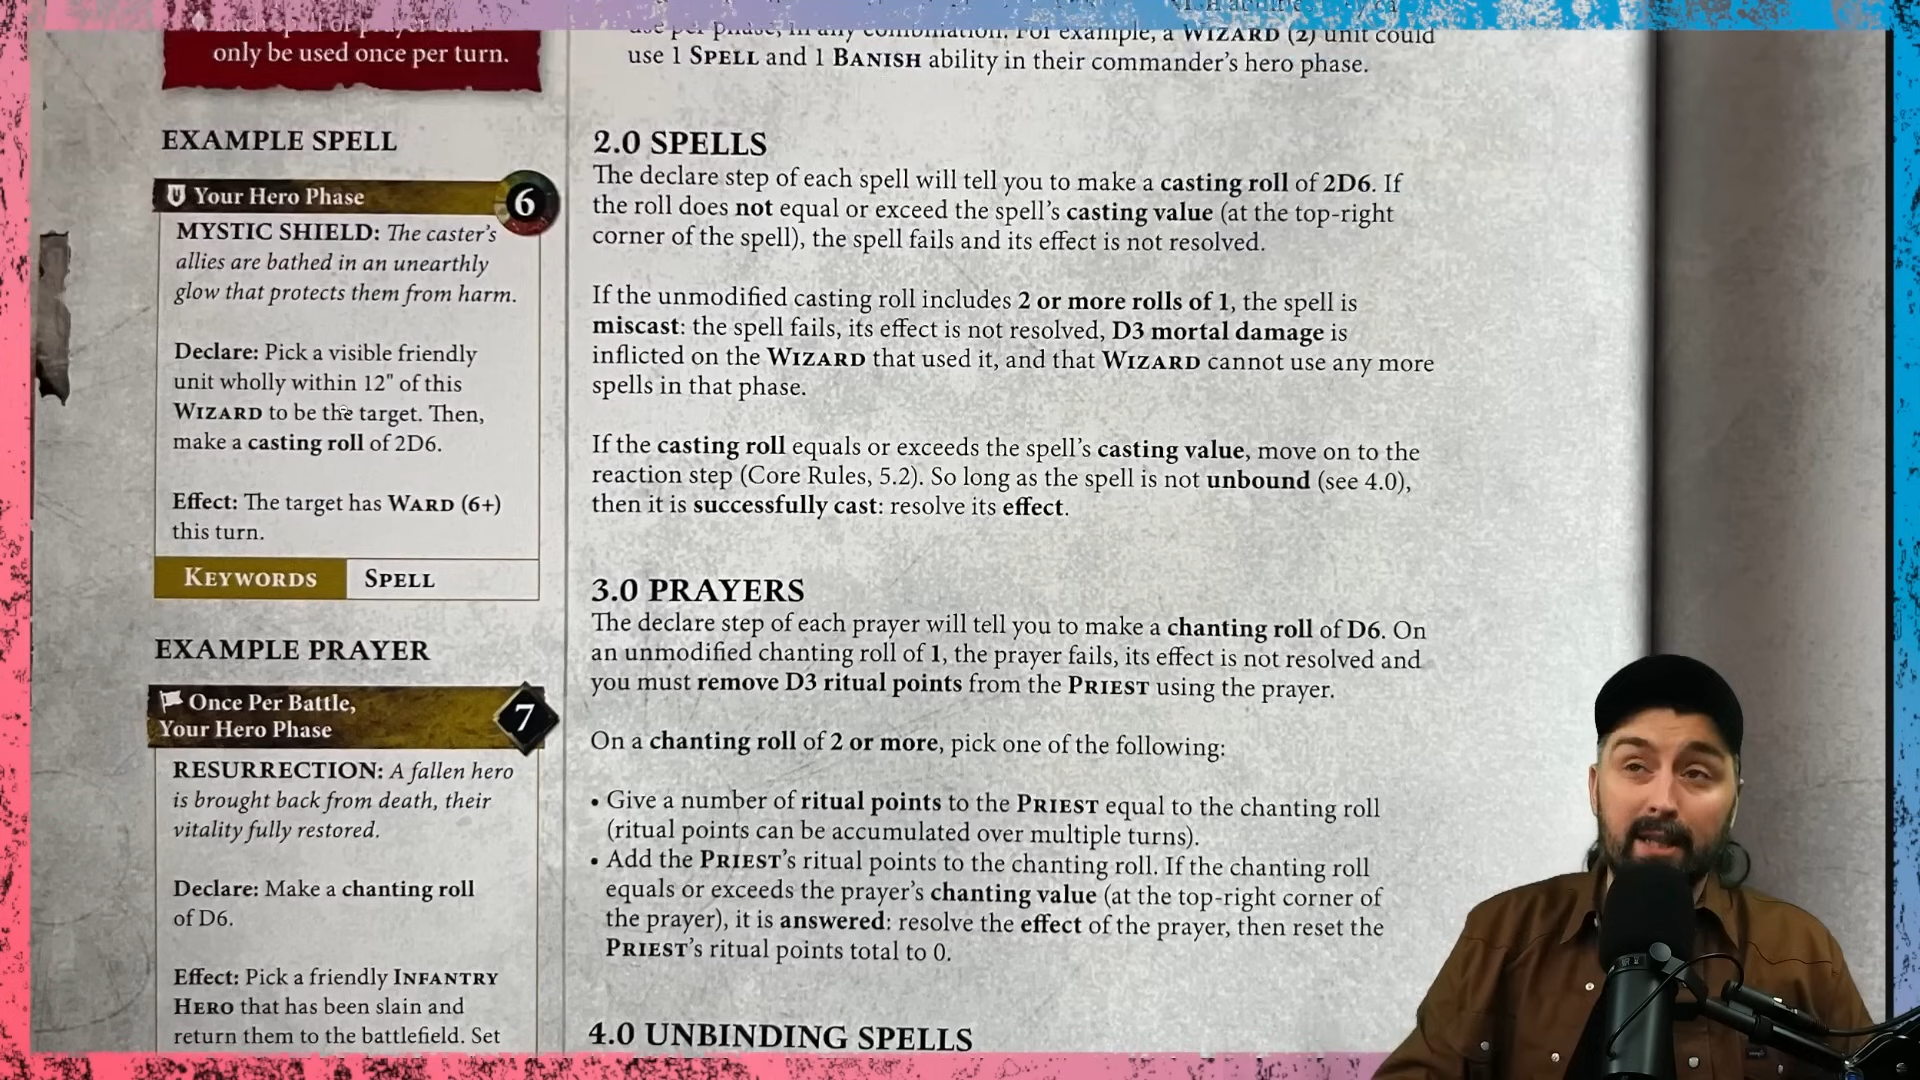 only be used once per turn.
EXAMPLE SPELL
Your Hero Phase
6
MYSTIC SHIELD: The caster's
allies are bathed in an unearthly
glow that protects them from harm.
Declare: Pick a visible friendly
unit wholly within 12" of this
WIZARD to be the target. Then,
make a casting roll of 2D6.
Effect: The target has WARD (6+)
this turn.
KEYWORDS SPELL
EXAMPLE PRAYER
Once Per Battle,
Your Hero Phase
7
RESURRECTION: A fallen hero
is brought back from death, their
vitality fully restored.
Declare: Make a chanting roll
of D6.
Effect: Pick a friendly INFANTRY
HERO that has been slain and
return them to the battlefield. Set
use per phase, in any combination. For example, a WIZARD (2) unit could
use 1 SPELL and 1 BANISH ability in their commander's hero phase.
2.0 SPELLS
The declare step of each spell will tell you to make a casting roll of 2D6. If
the roll does not equal or exceed the spell's casting value (at the top-right
corner of the spell), the spell fails and its effect is not resolved.
If the unmodified casting roll includes 2 or more rolls of 1, the spell is
miscast: the spell fails, its effect is not resolved, D3 mortal damage is
inflicted on the WIZARD that used it, and that WIZARD cannot use any more
spells in that phase.
If the casting roll equals or exceeds the spell's casting value, move on to the
reaction step (Core Rules, 5.2). So long as the spell is not unbound (see 4.0),
then it is successfully cast: resolve its effect.
3.0 PRAYERS
The declare step of each prayer will tell you to make a chanting roll of D6. On
an unmodified chanting roll of 1, the prayer fails, its effect is not resolved and
you must remove D3 ritual points from the PRIEST using the prayer.
On a chanting roll of 2 or more, pick one of the following:
• Give a number of ritual points to the PRIEST equal to the chanting roll
(ritual points can be accumulated over multiple turns).
• Add the PRIEST's ritual points to the chanting roll. If the chanting roll
equals or exceeds the prayer's chanting value (at the top-right corner of
the prayer), it is answered: resolve the effect of the prayer, then reset the
PRIEST's ritual points total to 0.
4.0 UNBINDING SPELLS